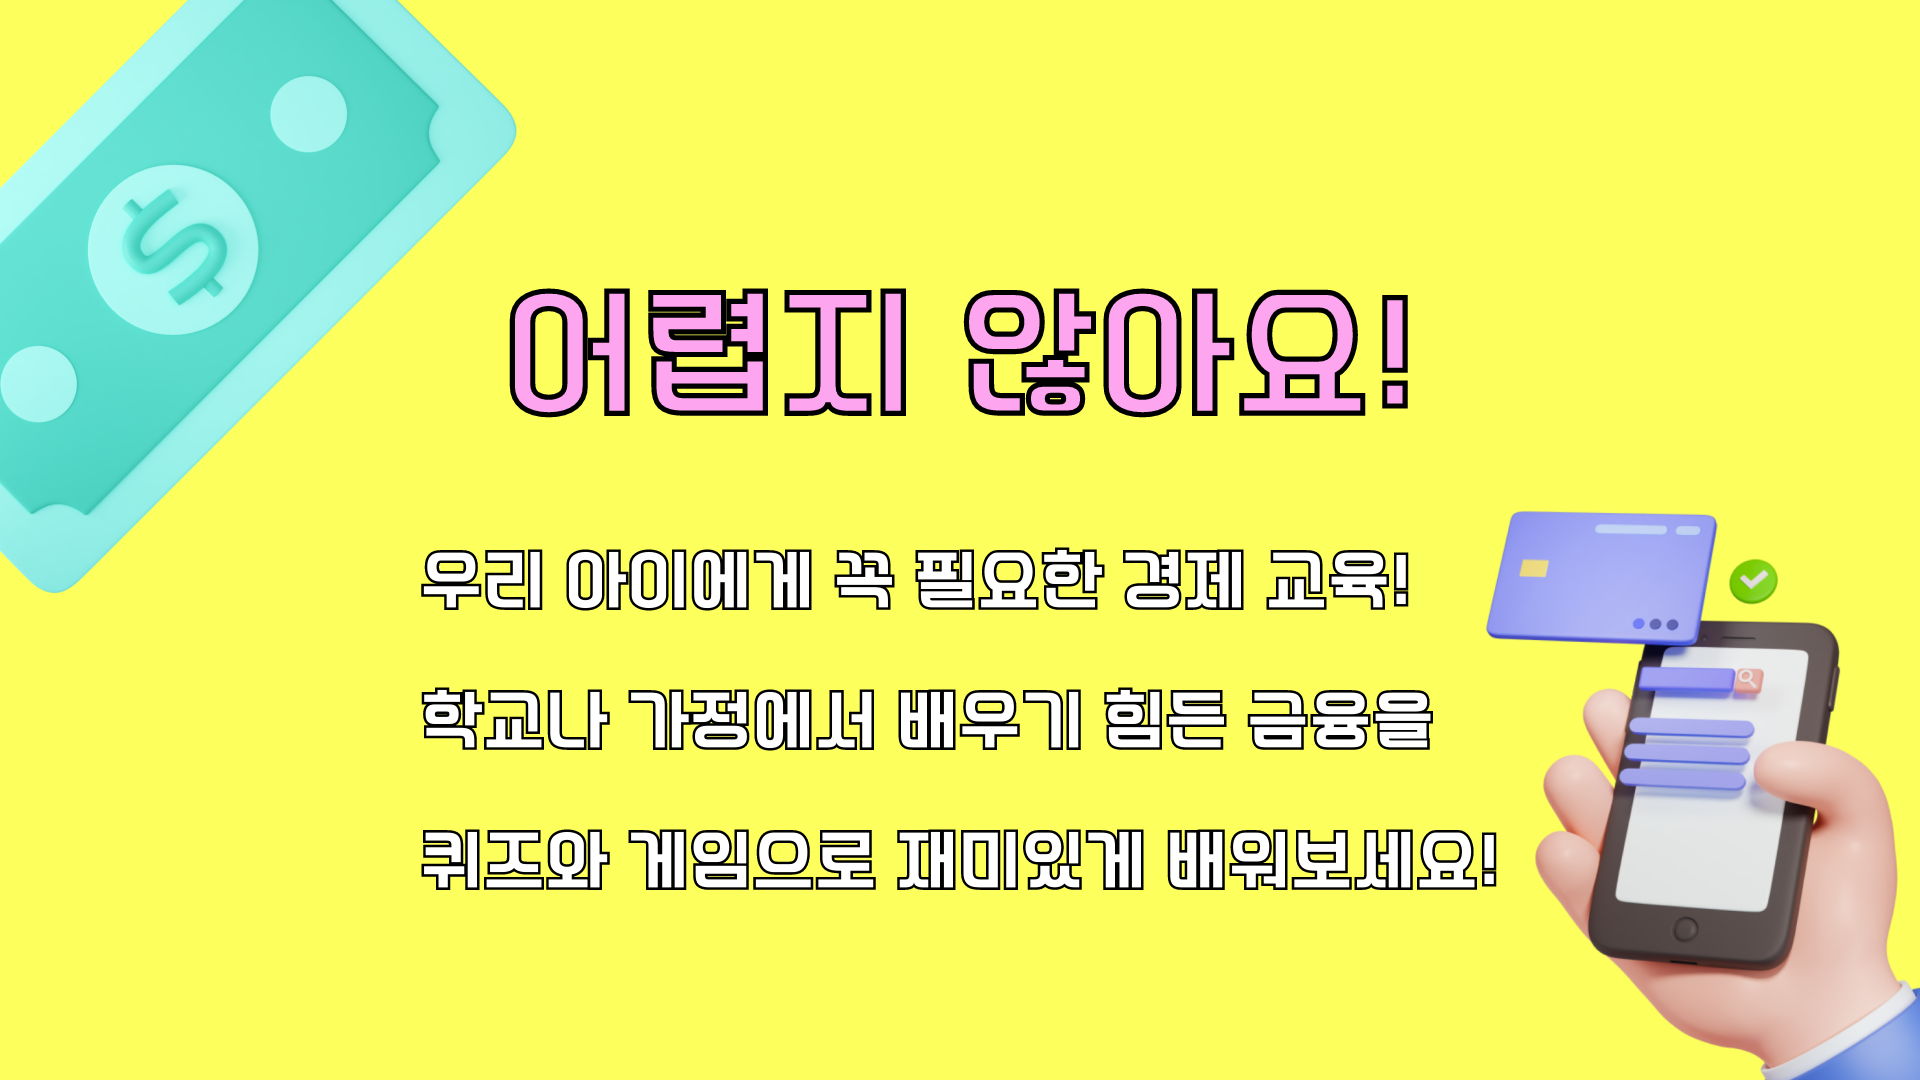 어렵지 않아요!
우리 아이에게 꼭 필요한 경제 교육!
학교나 가정에서 배우기 힘든 금융을
퀴즈와 게임으로 재미있게 배워보세요!